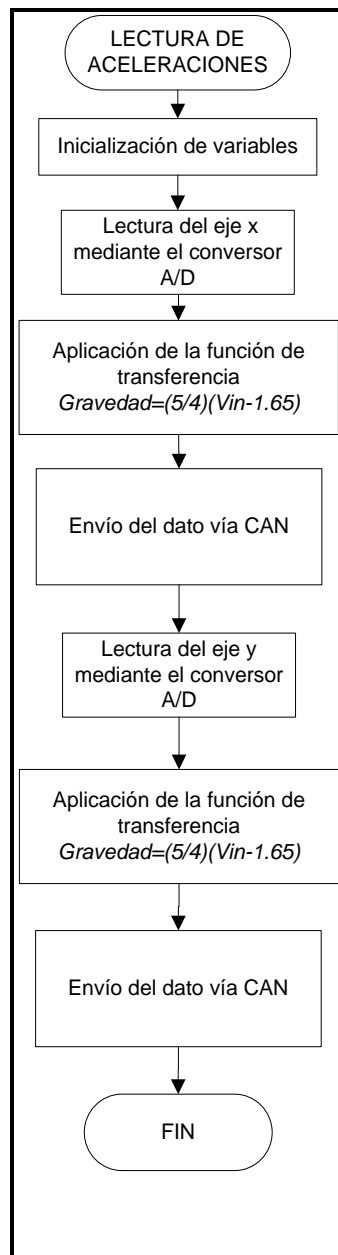 LECTURA DE
ACELERACIONES
Inicialización de variables
Lectura del eje x
mediante el conversor
A/D
Aplicación de la función de
transferencia
Gravedad=(5/4)(Vin-1.65)
Envío del dato vía CAN
Lectura del eje y
mediante el conversor
A/D
Aplicación de la función de
transferencia
Gravedad=(5/4)(Vin-1.65)
Envío del dato vía CAN
FIN